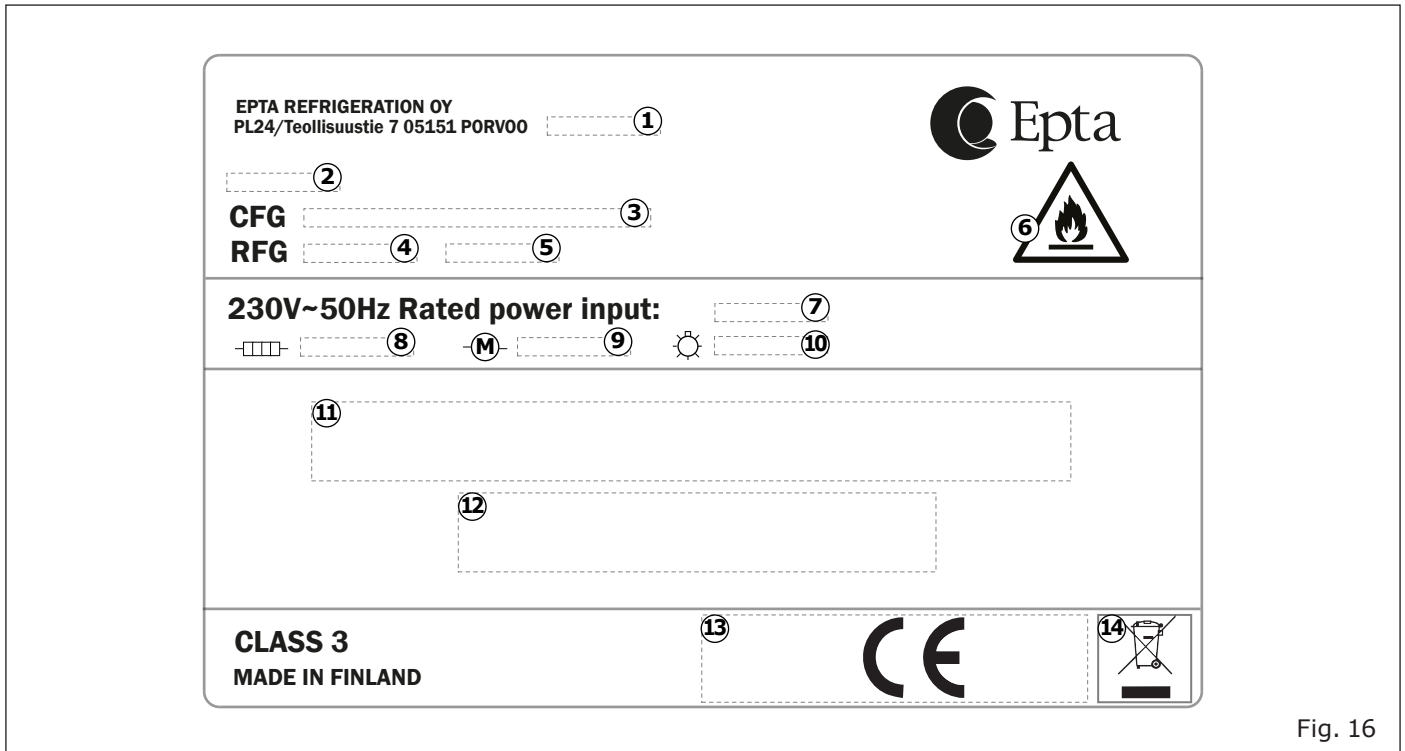 EPTA REFRIGERATION OY
PL24/Teollisuustie 7 05151 PORVOO 1
Epta
2
CFG 3
RFG 4 5
6
230V~50Hz Rated power input: 7
8 M 9 10
11
12
CLASS 3
MADE IN FINLAND
13 CE 14
Fig. 16